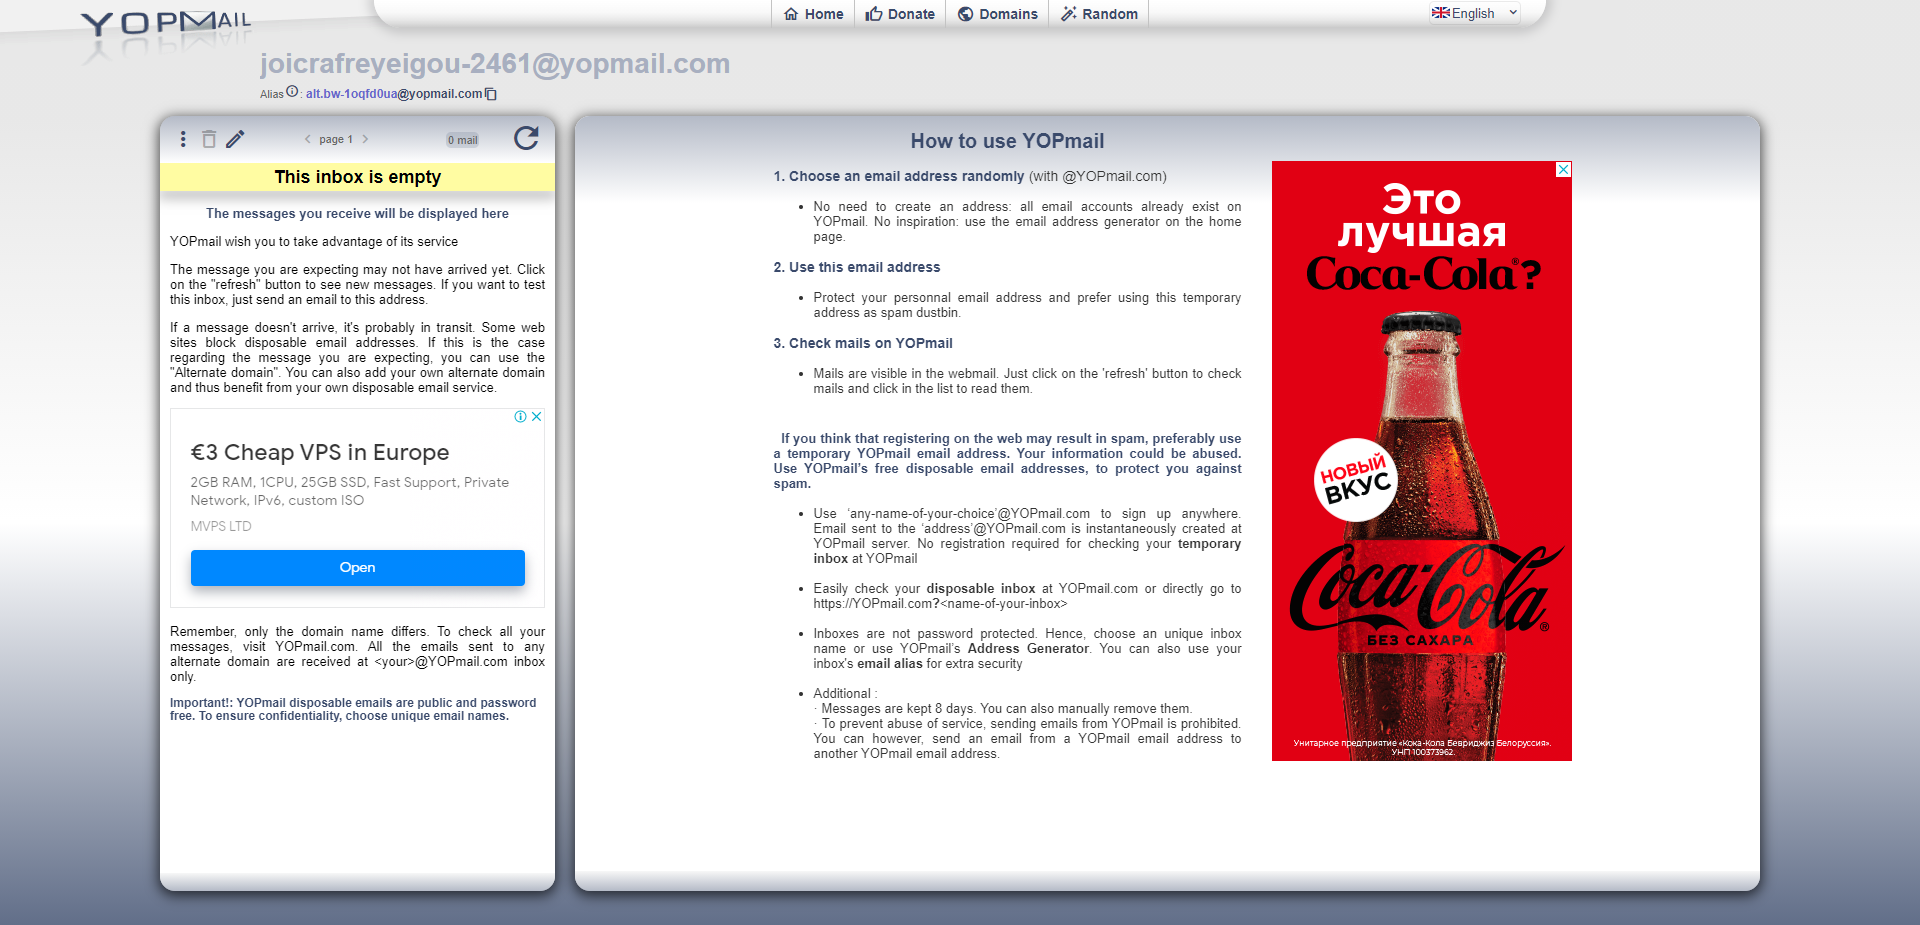 YOPMAIL
Home
Donate
Domains
Random
English
joicrafreyeigou-2461@yopmail.com
Alias : alt.bw-1oqfd0ua@yopmail.com
page 1
0 mail
This inbox is empty
The messages you receive will be displayed here
YOPmail wish you to take advantage of its service
The message you are expecting may not have arrived yet. Click
on the "refresh" button to see new messages. If you want to test
this inbox, just send an email to this address.
If a message doesn't arrive, it's probably in transit. Some web
sites block disposable email addresses. If this is the case
regarding the message you are expecting, you can use the
"Alternate domain". You can also add your own alternate domain
and thus benefit from your own disposable email service.
€3 Cheap VPS in Europe
2GB RAM, 1CPU, 25GB SSD, Fast Support, Private
Network, IPv6, custom ISO
MVPS LTD
Open
Remember, only the domain name differs. To check all your
messages, visit YOPmail.com. All the emails sent to any
alternate domain are received at <your>@YOPmail.com inbox
only.
Important!: YOPmail disposable emails are public and password
free. To ensure confidentiality, choose unique email names.
How to use YOPmail
1. Choose an email address randomly (with @YOPmail.com)
• No need to create an address: all email accounts already exist on
YOPmail. No inspiration: use the email address generator on the home
page.
2. Use this email address
• Protect your personnal email address and prefer using this temporary
address as spam dustbin.
3. Check mails on YOPmail
• Mails are visible in the webmail. Just click on the 'refresh' button to check
mails and click in the list to read them.
If you think that registering on the web may result in spam, preferably use
a temporary YOPmail email address. Your information could be abused.
Use YOPmail's free disposable email addresses, to protect you against
spam.
• Use ‘any-name-of-your-choice’@YOPmail.com to sign up anywhere.
Email sent to the ‘address’@YOPmail.com is instantaneously created at
YOPmail server. No registration required for checking your temporary
inbox at YOPmail
• Easily check your disposable inbox at YOPmail.com or directly go to
https://YOPmail.com?<name-of-your-inbox>
• Inboxes are not password protected. Hence, choose an unique inbox
name or use YOPmail’s Address Generator. You can also use your
inbox's email alias for extra security
• Additional :
· Messages are kept 8 days. You can also manually remove them.
· To prevent abuse of service, sending emails from YOPmail is prohibited.
You can however, send an email from a YOPmail email address to
another YOPmail email address.
Это
лучшая
Coca-Cola®?
НОВЫЙ
ВКУС
Coca-Cola®
БЕЗ САХАРА
Унитарное предприятие «Кока-Кола Бевриджиз Белоруссия».
УНП 100373962.